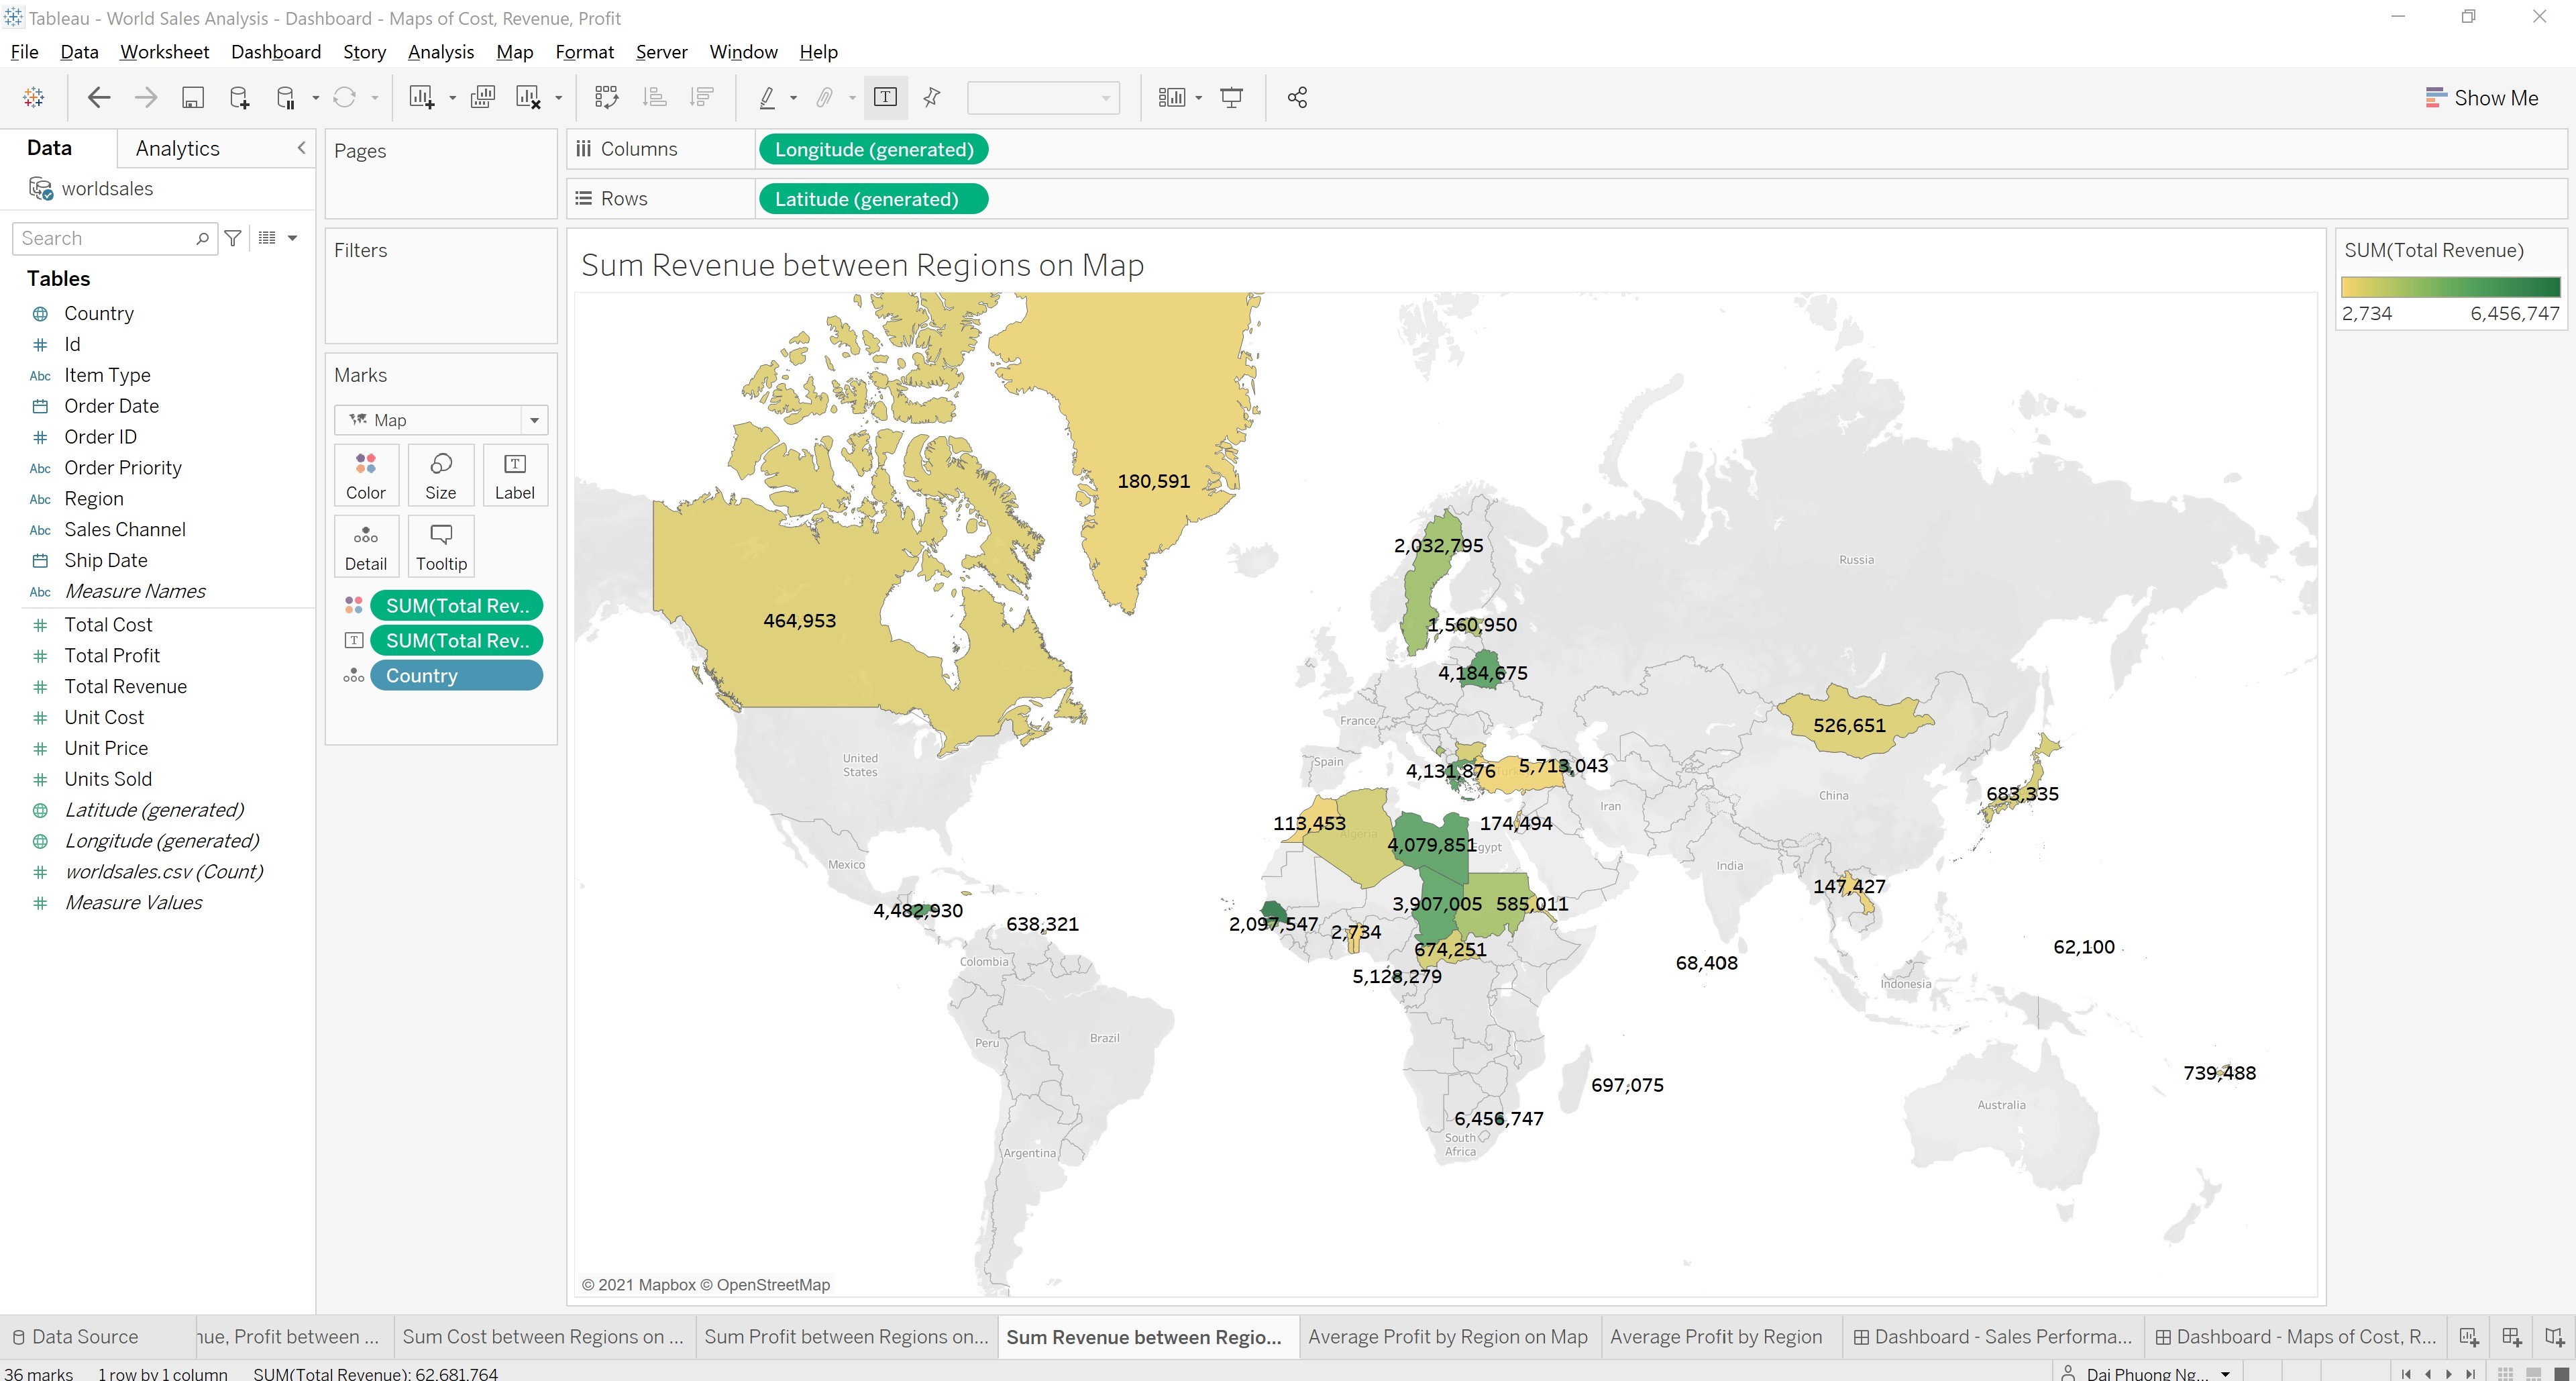 Tableau - World Sales Analysis - Dashboard - Maps of Cost, Revenue, Profit
File Data Worksheet Dashboard Story Analysis Map Format Server Window Help
Show Me
Data Analytics
worldsales
Search
Tables
Country
Id
Abc Item Type
Order Date
Order ID
Abc Order Priority
Abc Region
Abc Sales Channel
Ship Date
Abc Measure Names
Total Cost
Total Profit
Total Revenue
Unit Cost
Unit Price
Units Sold
Latitude (generated)
Longitude (generated)
worldsales.csv (Count)
Measure Values
Pages
Filters
Marks
Map
Color Size Label
Detail Tooltip
SUM(Total Rev..
SUM(Total Rev..
Country
Columns Longitude (generated)
Rows Latitude (generated)
Sum Revenue between Regions on Map
180,591
2,032,795
Russia
464,953
1,560,950
4,184,675
France
526,651
United
States
Spain
4,131,876
5,713,043
Iran
China
683,335
113,453
174,494
Algeria
4,079,851
Egypt
Mexico
India
147,427
4,482,930
638,321
2,097,547
2,734
3,907,005
585,011
674,251
62,100
Colombia
5,128,279
68,408
Indonesia
Brazil
Peru
739,488
697,075
Australia
6,456,747
South
Africa
Argentina
© 2021 Mapbox © OpenStreetMap
SUM(Total Revenue)
2,734 6,456,747
Data Source
nue, Profit between ...
Sum Cost between Regions on ...
Sum Profit between Regions on...
Sum Revenue between Regio...
Average Profit by Region on Map
Average Profit by Region
Dashboard - Sales Performa...
Dashboard - Maps of Cost, R...
36 marks 1 row by 1 column SUM(Total Revenue): 62,681,764
Dai Phuong Ng...